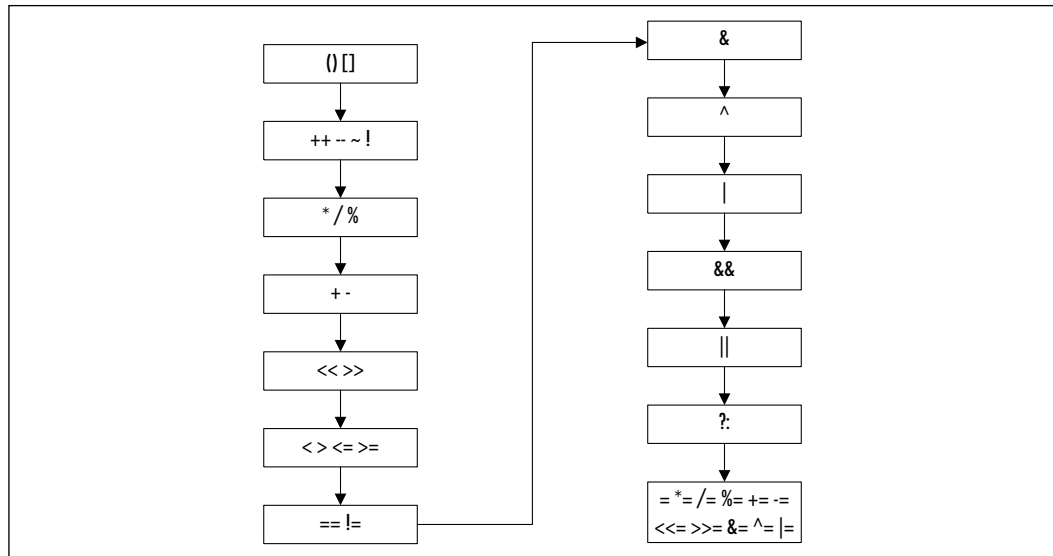 () []
++ -- ~ !
* / %
+ -
<< >>
< > <= >=
== !=
&
^
|
&&
||
?:
= *= /= %= += -=
<<= >>= &= ^= |=